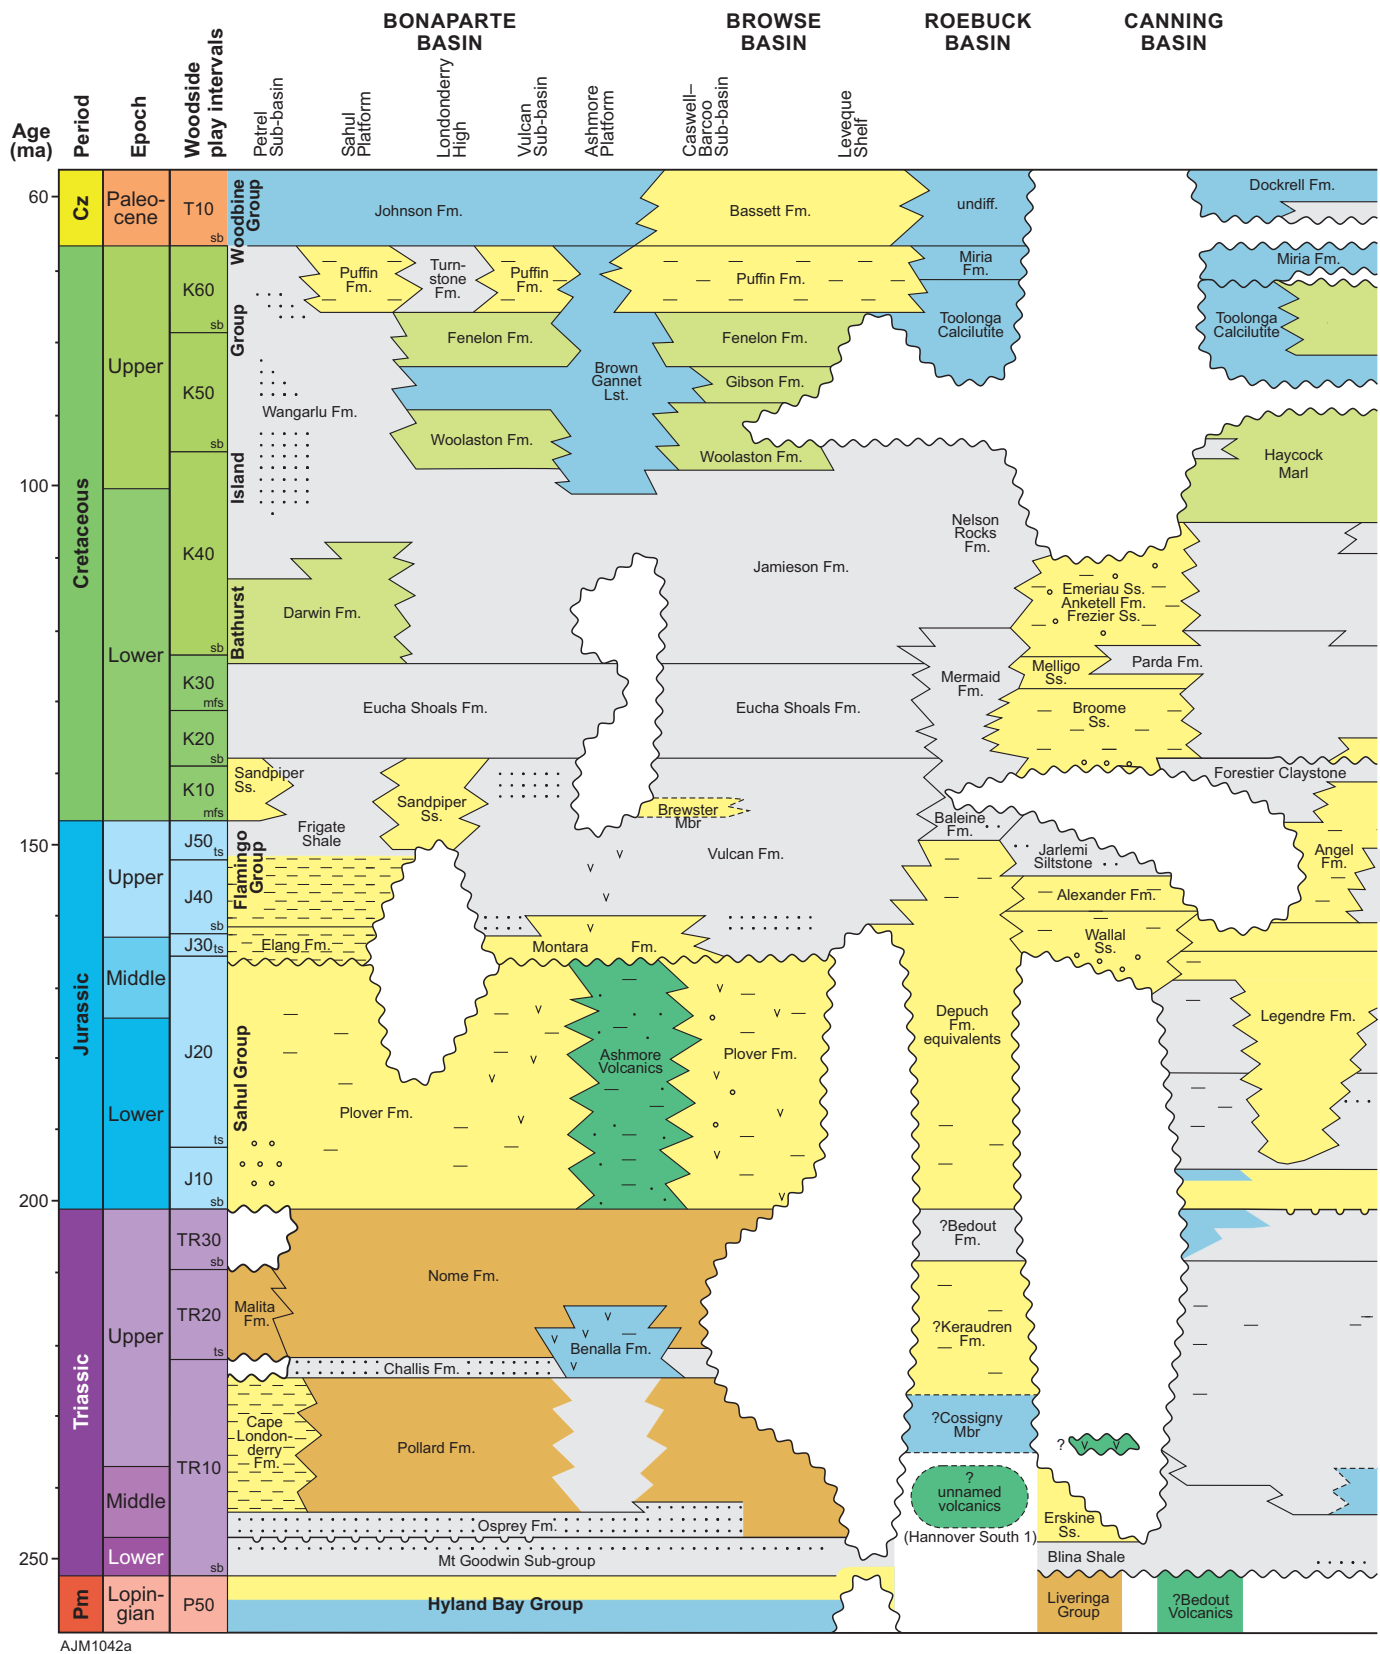 BONAPARTE
BASIN
BROWSE
BASIN
ROEBUCK
BASIN
CANNING
BASIN
Age
(ma)
Period
Epoch
Woodside
play intervals
Petrel
Sub-basin
Sahul
Platform
Londonderry
High
Vulcan
Sub-basin
Ashmore
Platform
Caswell–
Barcoo
Sub-basin
Leveque
Shelf
60
100
150
200
250
Cz
Cretaceous
Jurassic
Triassic
Pm
Paleo-
cene
Upper
Lower
Upper
Middle
Lower
Upper
Middle
Lower
Lopin-
gian
T10
sb
K60
sb
K50
sb
K40
sb
K30
mfs
K20
sb
K10
mfs
J50
ts
J40
sb
J30 ts
J20
ts
J10
sb
TR30
sb
TR20
ts
TR10
sb
P50
Woodbine
Group
Bathurst Island Group
Flamingo
Group
Sahul Group
Johnson Fm.
Bassett Fm.
undiff.
Dockrell Fm.
Puffin
Fm.
Turn-
stone
Fm.
Puffin
Fm.
Puffin Fm.
Miria
Fm.
Miria Fm.
Fenelon Fm.
Fenelon Fm.
Toolonga
Calcilutite
Toolonga
Calcilutite
Brown
Gannet
Lst.
Gibson Fm.
Wangarlu Fm.
Woolaston Fm.
Woolaston Fm.
Haycock
Marl
Nelson
Rocks
Fm.
Jamieson Fm.
Darwin Fm.
Emeriau Ss.
Anketell Fm.
Frezier Ss.
Melligo
Ss.
Parda Fm.
Mermaid
Fm.
Eucha Shoals Fm.
Eucha Shoals Fm.
Broome
Ss.
Sandpiper
Ss.
Sandpiper
Ss.
Forestier Claystone
Brewster
Mbr
Baleine
Fm.
Frigate
Shale
Vulcan Fm.
Jarlemi
Siltstone
Angel
Fm.
Alexander Fm.
Elang Fm.
Montara Fm.
Wallal
Ss.
Depuch
Fm.
equivalents
Legendre Fm.
Ashmore
Volcanics
Plover Fm.
Plover Fm.
?Bedout
Fm.
Nome Fm.
Malita
Fm.
Benalla Fm.
?Keraudren
Fm.
Challis Fm.
Cape
London-
derry
Fm.
Pollard Fm.
?Cossigny
Mbr
?
V V
?
unnamed
volcanics
(Hannover South 1)
Erskine
Ss.
Osprey Fm.
Mt Goodwin Sub-group
Blina Shale
Hyland Bay Group
Liveringa
Group
?Bedout
Volcanics
AJM1042a